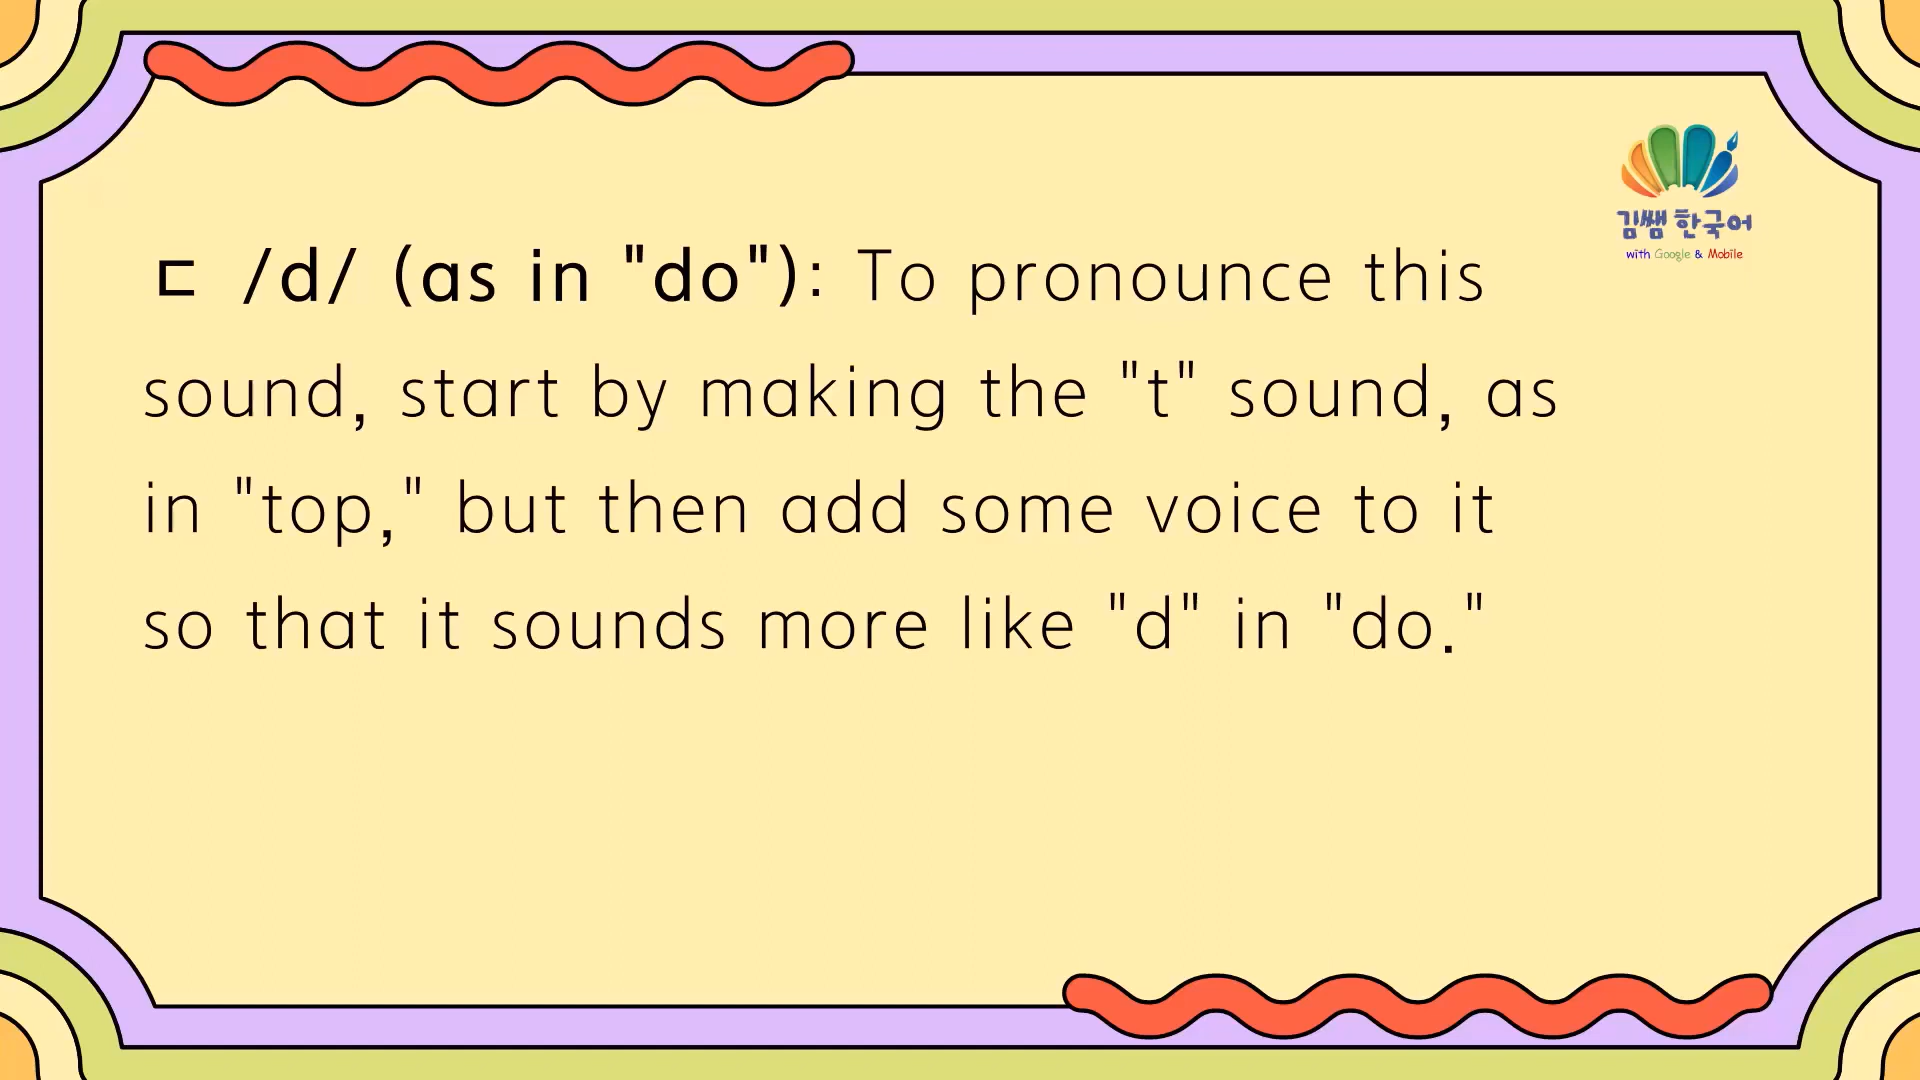 ㄷ /d/ (as in "do"): To pronounce this
sound, start by making the "t" sound, as
in "top," but then add some voice to it
so that it sounds more like "d" in "do."
김쌤 한국어
with Google & Mobile